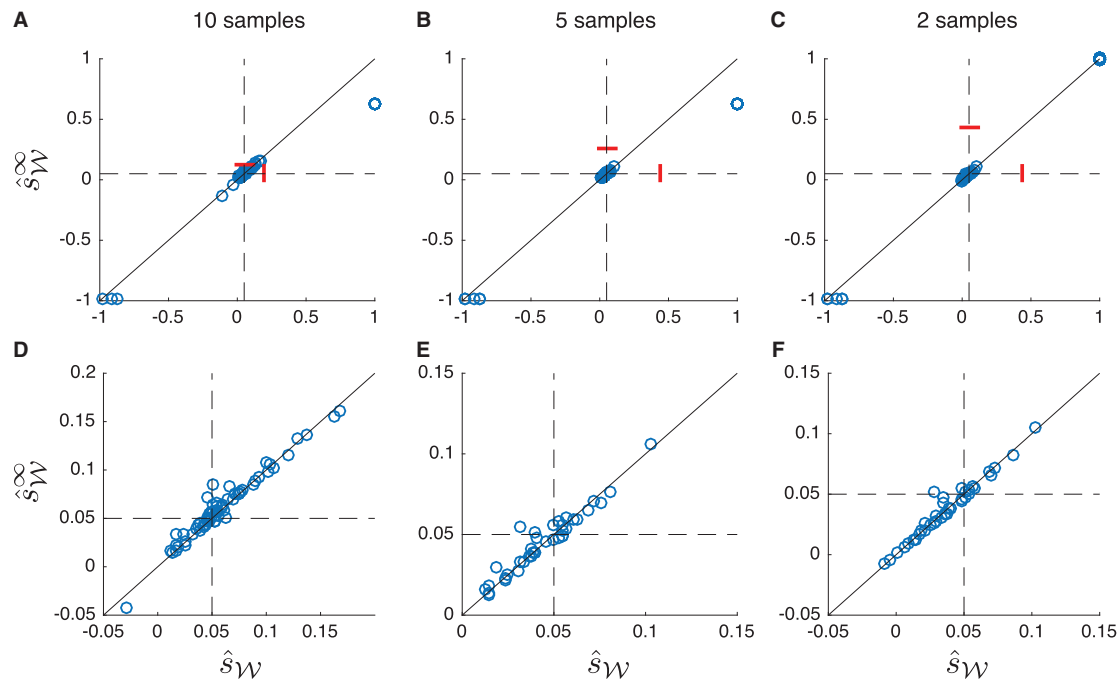 A 10 samples B 5 samples C 2 samples
1 1 1
0.5 0.5 0.5
ŝ𝒲^∞
0 0 0
-0.5 -0.5 -0.5
-1 -1 -1
-1 -0.5 0 0.5 1 -1 -0.5 0 0.5 1 -1 -0.5 0 0.5 1
D E F
0.2 0.15 0.15
0.15 0.1 0.1
0.1
ŝ𝒲^∞
0.05 0.05 0.05
0 0
-0.05 0 -0.05
-0.05 0 0.05 0.1 0.15 0 0.05 0.1 0.15 -0.05 0 0.05 0.1 0.15
ŝ𝒲 ŝ𝒲 ŝ𝒲